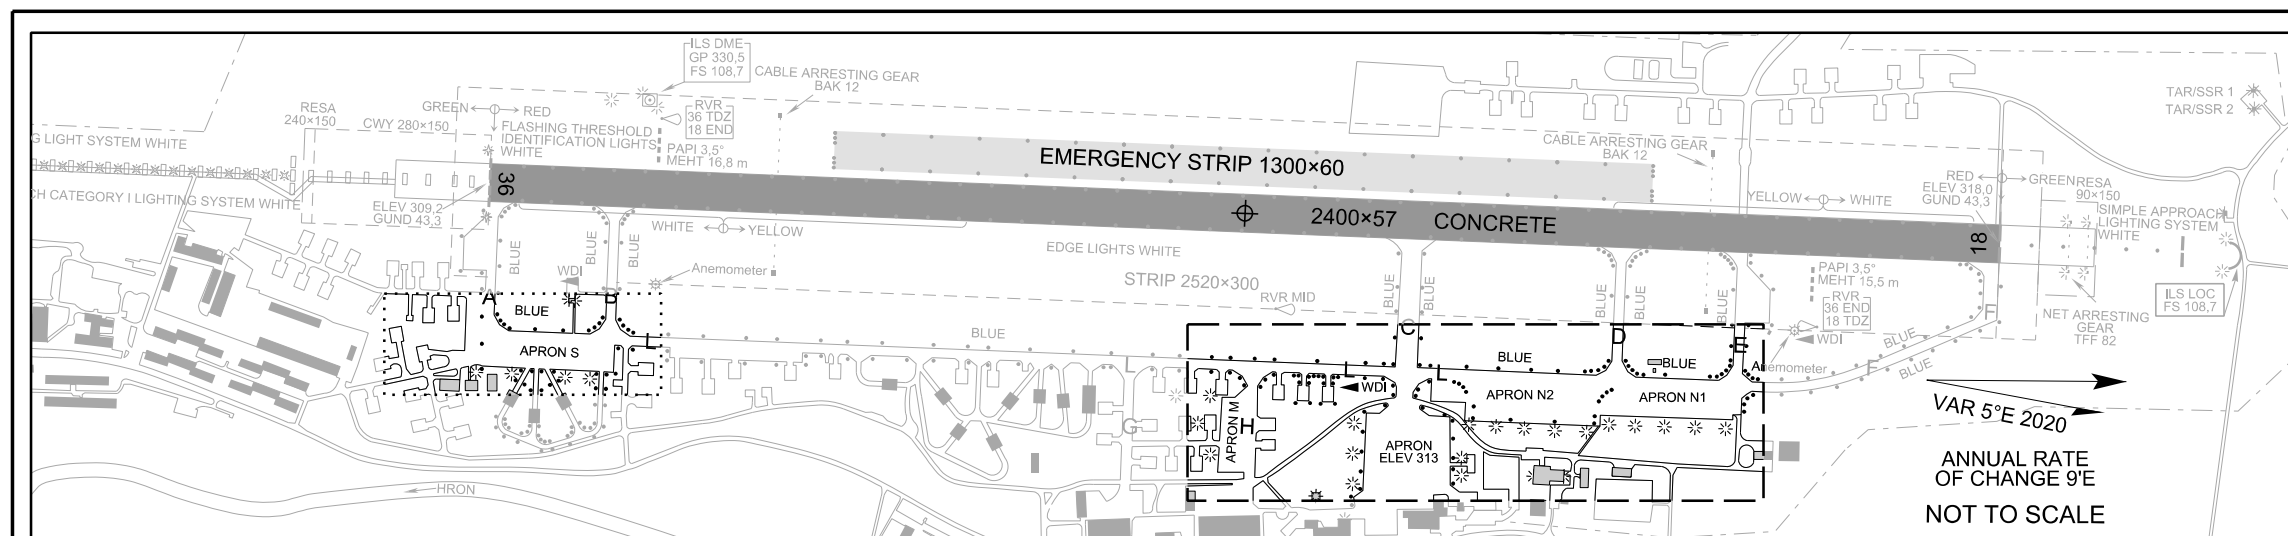 ILS DME
GP 330,5
FS 108,7
CABLE ARRESTING GEAR
BAK 12
RESA
240×150
CWY 280×150
GREEN
RED
FLASHING THRESHOLD
IDENTIFICATION LIGHTS
WHITE
RVR
36 TDZ
18 END
PAPI 3,5°
MEHT 16,8 m
G LIGHT SYSTEM WHITE
CH CATEGORY I LIGHTING SYSTEM WHITE
ELEV 309,2
GUND 43,3
36
EMERGENCY STRIP 1300×60
2400×57 CONCRETE
18
CABLE ARRESTING GEAR
BAK 12
TAR/SSR 1
TAR/SSR 2
RED
GREEN
ELEV 318,0
GUND 43,3
RESA
90×150
YELLOW
WHITE
SIMPLE APPROACH
LIGHTING SYSTEM
WHITE
WHITE
YELLOW
EDGE LIGHTS WHITE
STRIP 2520×300
RVR MID
BLUE
BLUE
BLUE
WDI
Anemometer
BLUE
BLUE
BLUE
BLUE
BLUE
PAPI 3,5°
MEHT 15,5 m
RVR
36 END
18 TDZ
WDI
Anemometer
ILS LOC
FS 108,7
NET ARRESTING
GEAR
TFF 82
A
B
BLUE
L
APRON S
BLUE
L
G
C
D
E
F
F
BLUE
BLUE
L
L
WDI
BLUE
BLUE
A
APRON N2
APRON N1
APRON M
H
APRON
ELEV 313
HRON
VAR 5°E 2020
ANNUAL RATE
OF CHANGE 9'E
NOT TO SCALE